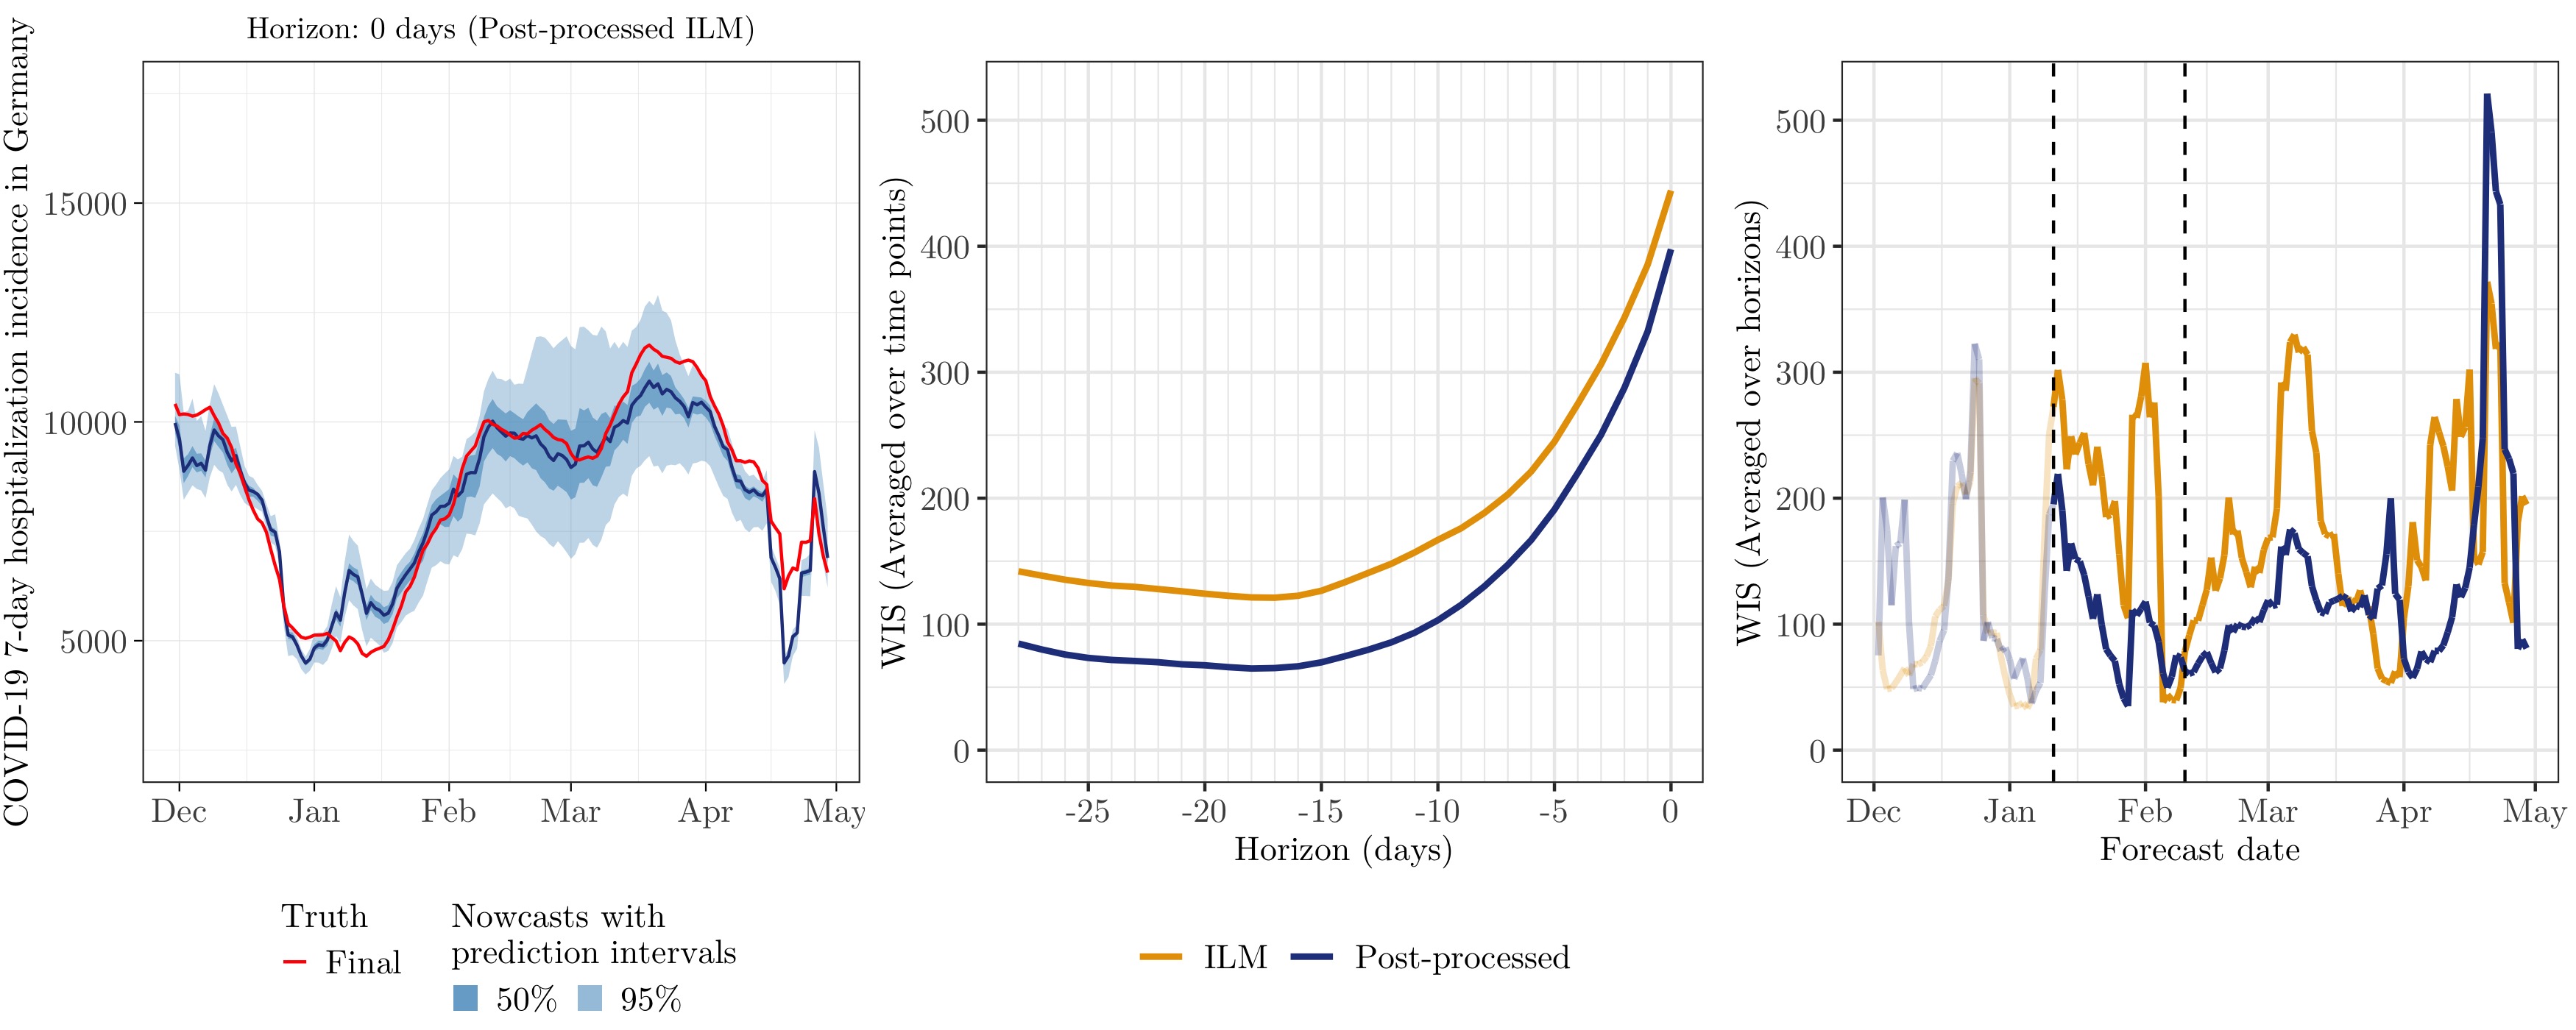 Horizon: 0 days (Post-processed ILM)
COVID-19 7-day hospitalization incidence in Germany
15000
10000
5000
Dec Jan Feb Mar Apr May
Truth
Final
Nowcasts with
prediction intervals
50% 95%
WIS (Averaged over time points)
500
400
300
200
100
0
-25 -20 -15 -10 -5 0
Horizon (days)
ILM Post-processed
WIS (Averaged over horizons)
500
400
300
200
100
0
Dec Jan Feb Mar Apr May
Forecast date